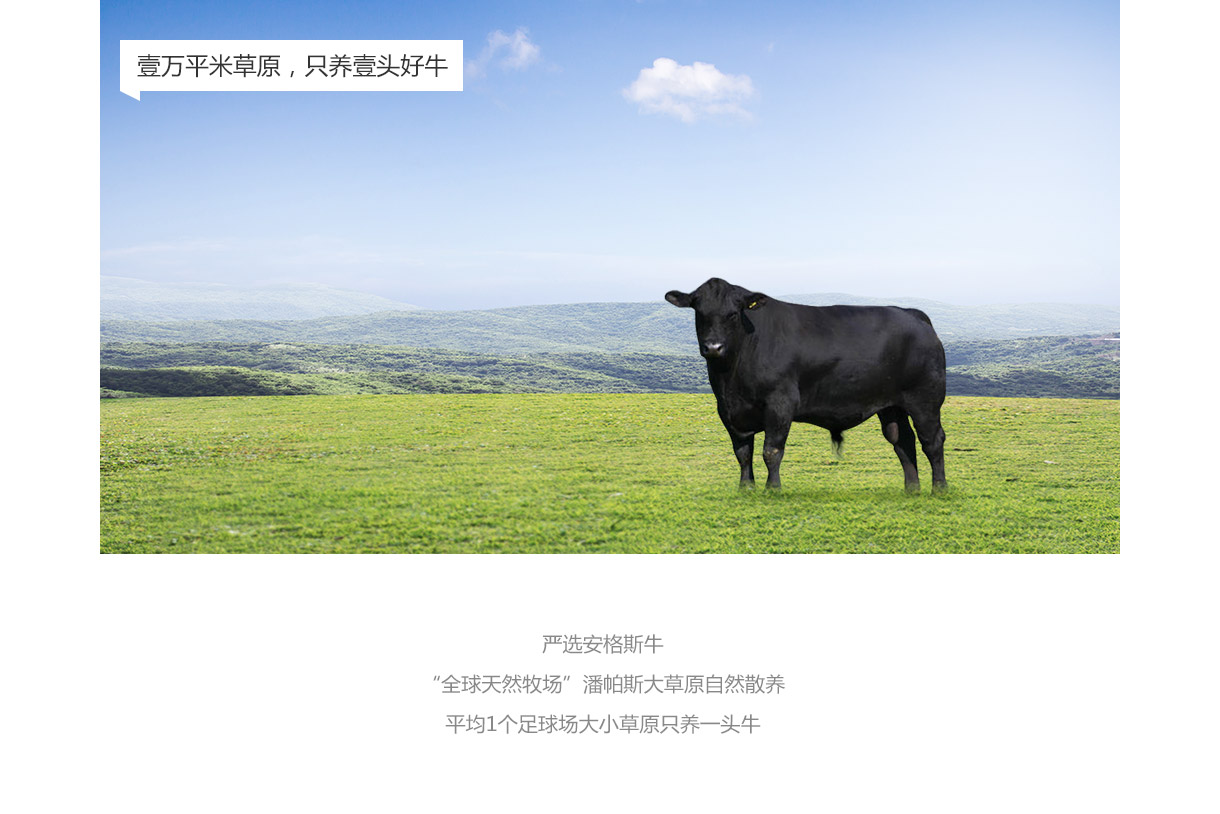 壹万平米草原，只养壹头好牛
严选安格斯牛
“全球天然牧场”潘帕斯大草原自然散养
平均1个足球场大小草原只养一头牛